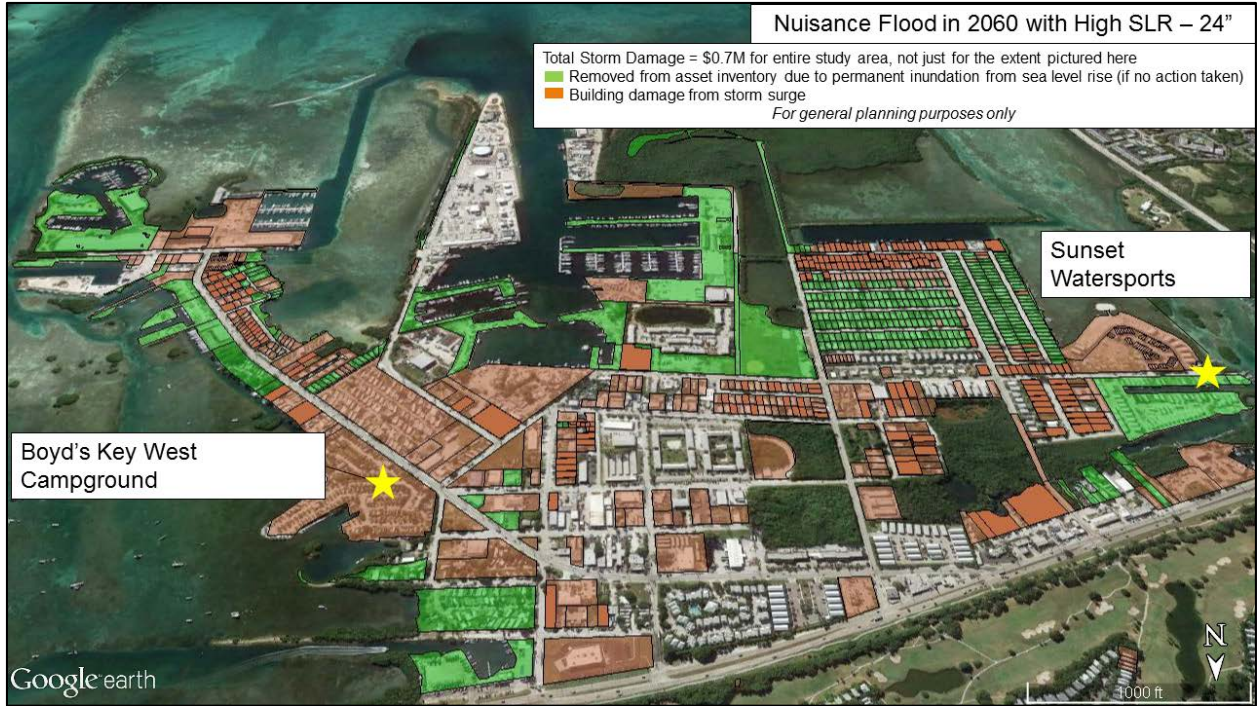 Nuisance Flood in 2060 with High SLR – 24”
Total Storm Damage = $0.7M for entire study area, not just for the extent pictured here
Removed from asset inventory due to permanent inundation from sea level rise (if no action taken)
Building damage from storm surge
For general planning purposes only
Sunset
Watersports
Boyd’s Key West
Campground
N
Google earth
1000 ft